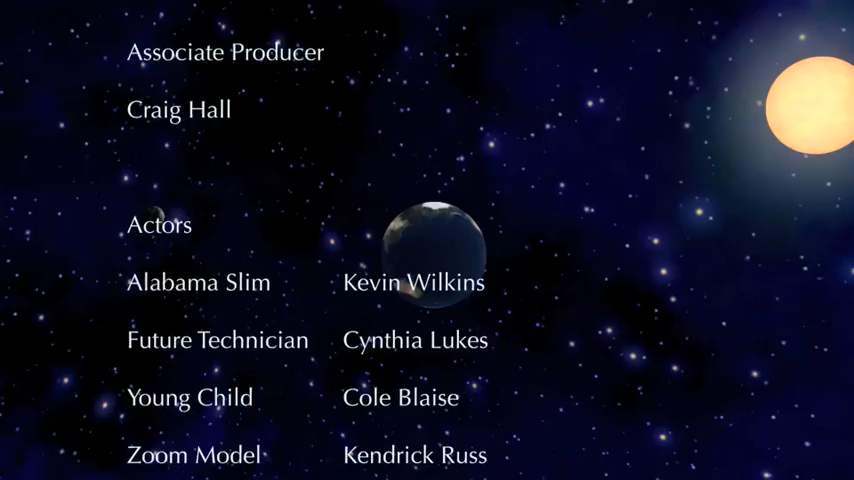 Associate Producer
Craig Hall
Actors
Alabama Slim Kevin Wilkins
Future Technician Cynthia Lukes
Young Child Cole Blaise
Zoom Model Kendrick Russ